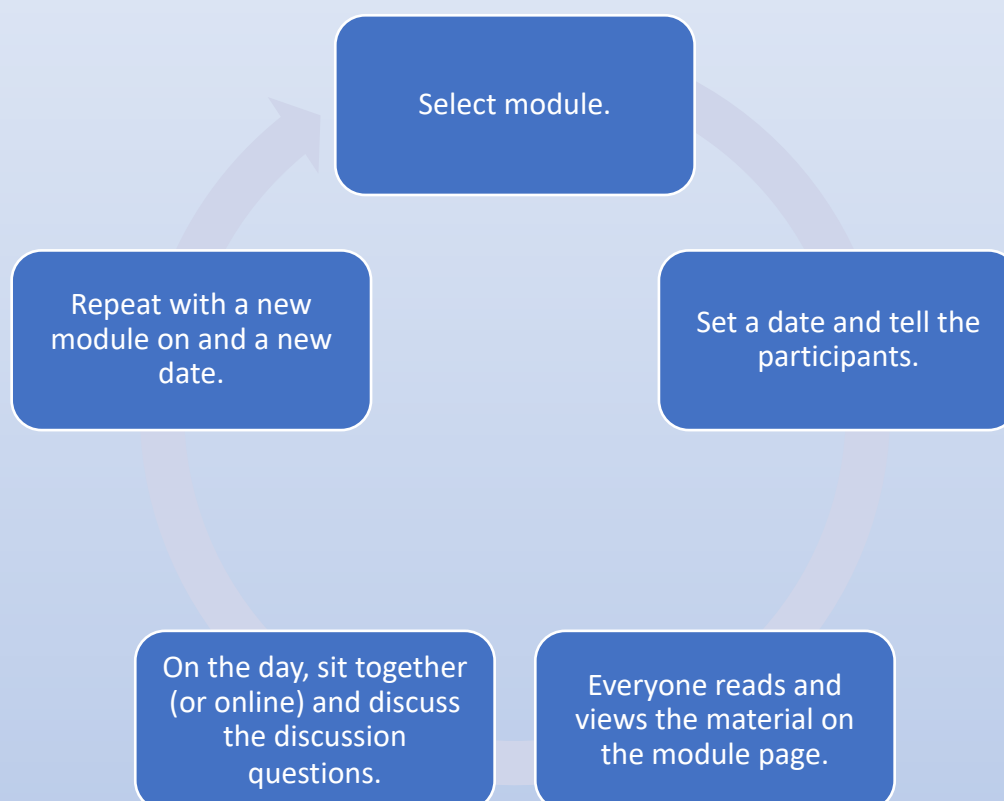 Select module.
Set a date and tell the
participants.
Everyone reads and
views the material on
the module page.
On the day, sit together
(or online) and discuss
the discussion
questions.
Repeat with a new
module on and a new
date.